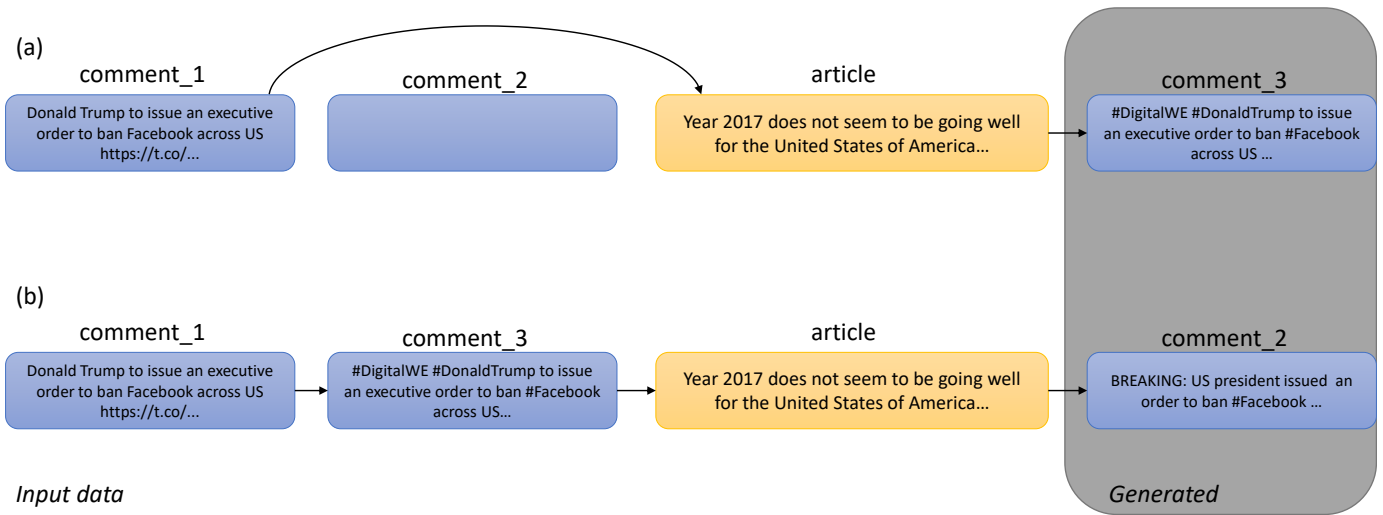 (a)
comment_1
comment_2
article
comment_3
Donald Trump to issue an executive
order to ban Facebook across US
https://t.co/...
Year 2017 does not seem to be going well
for the United States of America…
#DigitalWE #DonaldTrump to issue
an executive order to ban #Facebook
across US …
(b)
comment_1
comment_3
article
comment_2
Donald Trump to issue an executive
order to ban Facebook across US
https://t.co/...
#DigitalWE #DonaldTrump to issue
an executive order to ban #Facebook
across US…
Year 2017 does not seem to be going well
for the United States of America…
BREAKING: US president issued an
order to ban #Facebook …
Input data
Generated